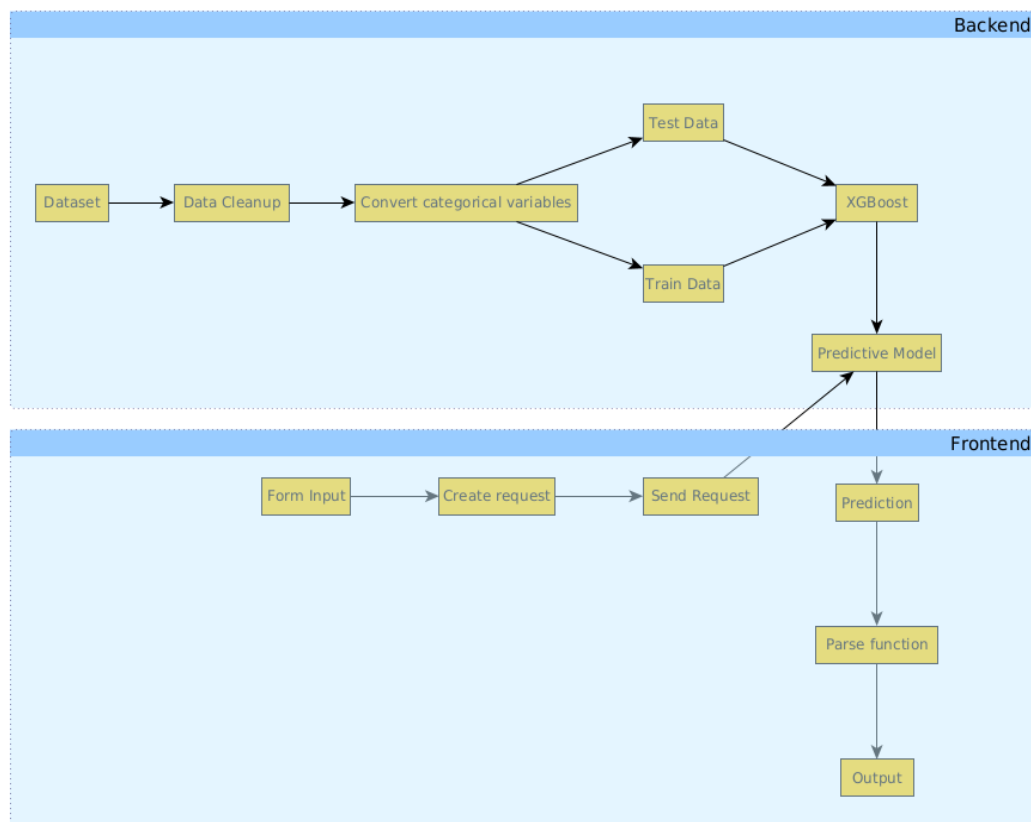 Backend
Test Data
Dataset
Data Cleanup
Convert categorical variables
XGBoost
Train Data
Predictive Model
Frontend
Form Input
Create request
Send Request
Prediction
Parse function
Output